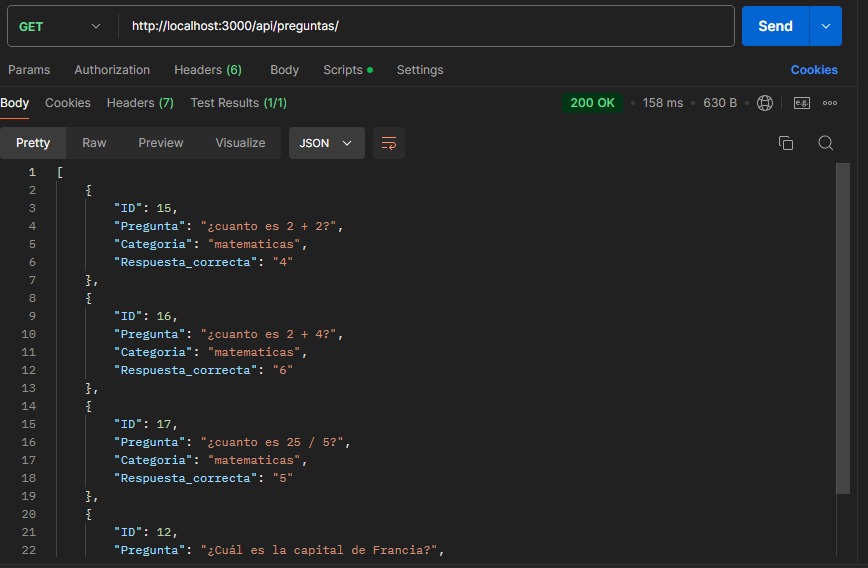 GET http://localhost:3000/api/preguntas/ Send
Params Authorization Headers (6) Body Scripts Settings Cookies
Body Cookies Headers (7) Test Results (1/1) 200 OK • 158 ms • 630 B • e.g. ooo
Pretty Raw Preview Visualize JSON
1 [
2 {
3 "ID": 15,
4 "Pregunta": "¿cuanto es 2 + 2?",
5 "Categoria": "matematicas",
6 "Respuesta_correcta": "4"
7 },
8 {
9 "ID": 16,
10 "Pregunta": "¿cuanto es 2 + 4?",
11 "Categoria": "matematicas",
12 "Respuesta_correcta": "6"
13 },
14 {
15 "ID": 17,
16 "Pregunta": "¿cuanto es 25 / 5?",
17 "Categoria": "matematicas",
18 "Respuesta_correcta": "5"
19 },
20 {
21 "ID": 12,
22 "Pregunta": "¿Cuál es la capital de Francia?",